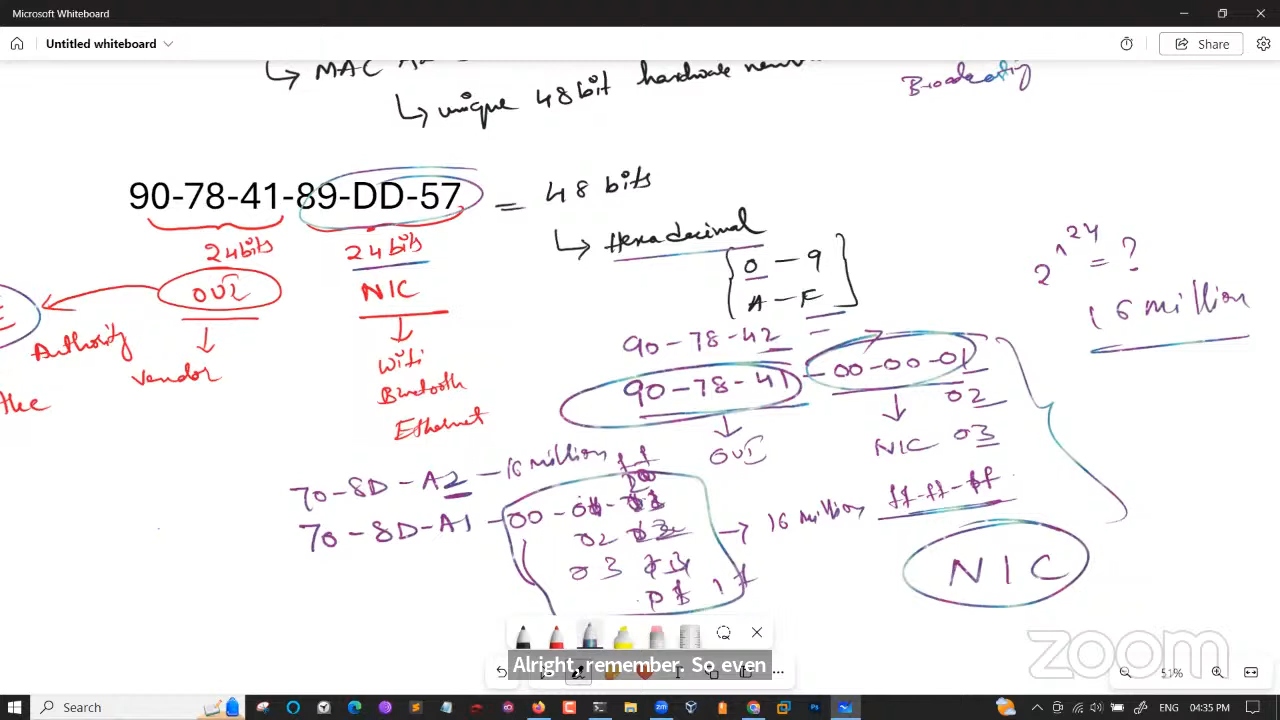 Microsoft Whiteboard
Untitled whiteboard
Share
MAC
unique 48 bit hardware
Broadcasting
90-78-41-89-DD-57 = 48 bits
24 bits
24 bits
Hexadecimal
0 - 9
A - F
2^24 = ?
16 million
OUI
NIC
Authority
Vendor
the
Wifi
Bluetooth
Ethernet
90-78-42
90-78-41 - 00-00-01
02
OUI
NIC 03
ff-ff-ff
70-8D-A2 - 16 million
70-8D-A1 - 00 -
02
03
16 million
NIC
Alright, remember. So even
zoom
51%
Search
ENG
IN
04:35 PM